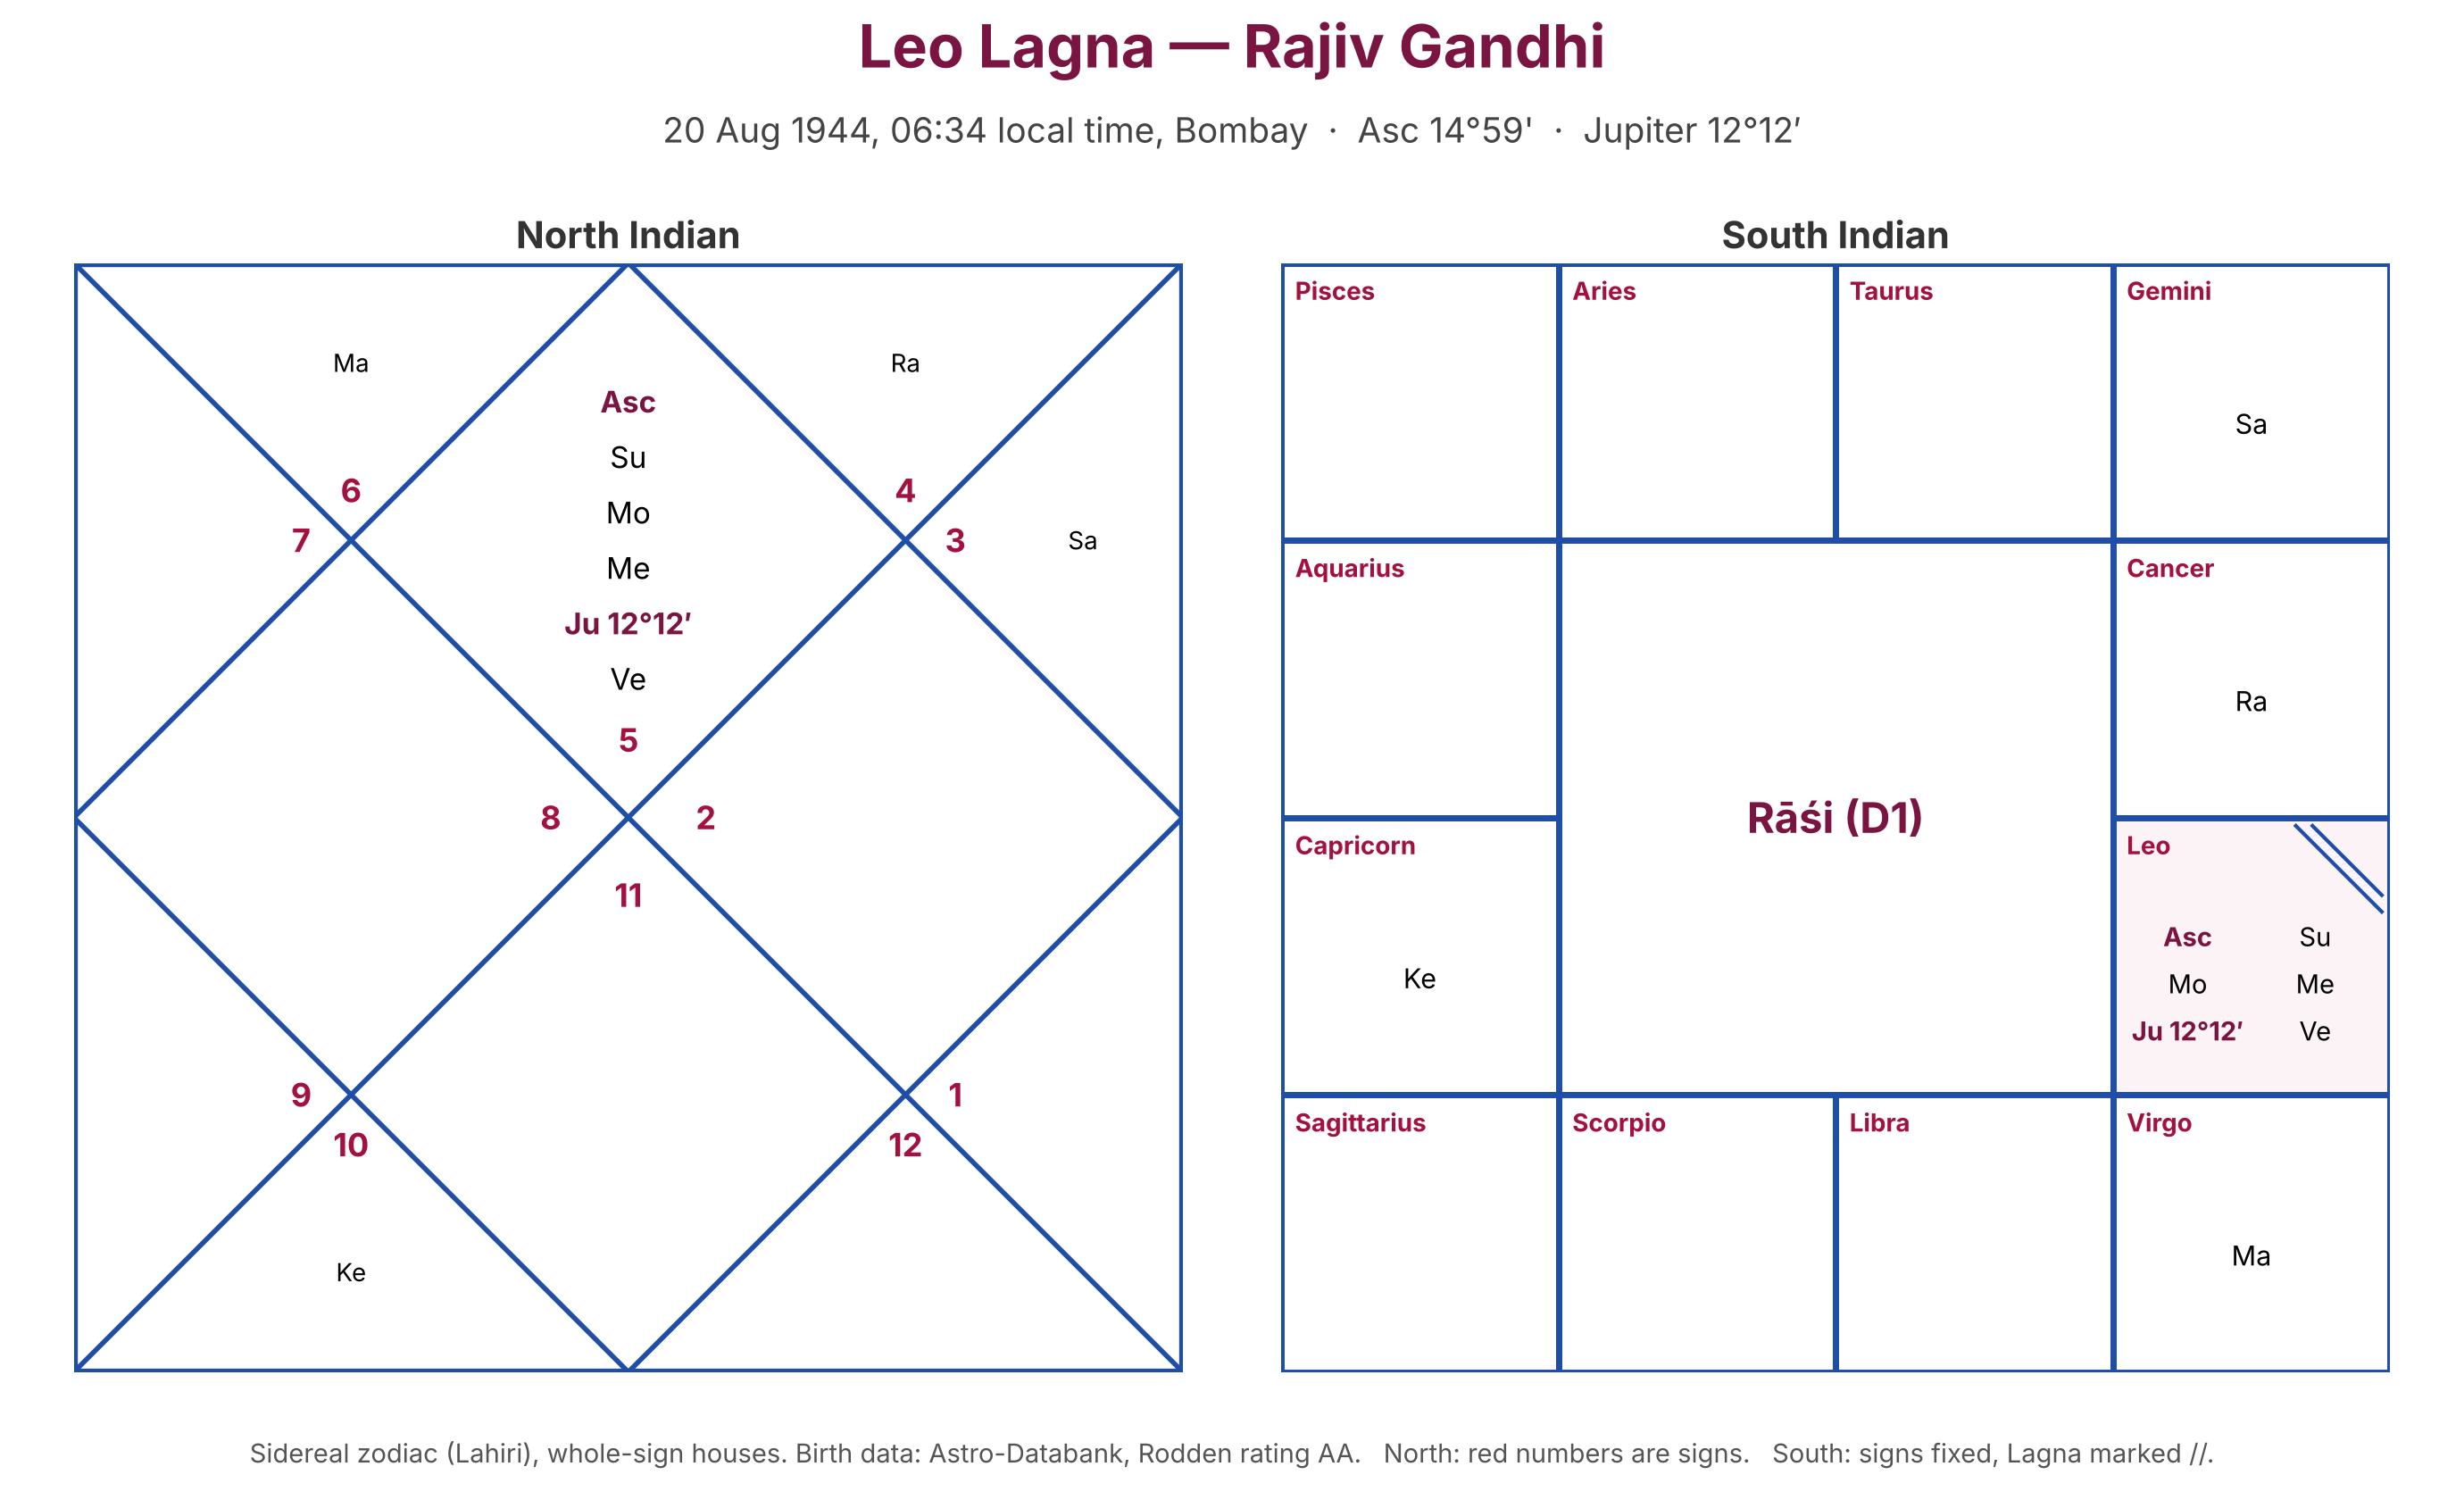 Leo Lagna — Rajiv Gandhi
20 Aug 1944, 06:34 local time, Bombay · Asc 14°59' · Jupiter 12°12′
North Indian
Ma
Ra
Asc
Su
Mo
Me
Ju 12°12′
Ve
5
6
7
4
3
Sa
8
2
11
9
10
1
12
Ke
South Indian
Pisces
Aries
Taurus
Gemini
Sa
Aquarius
Cancer
Ra
Rāśi (D1)
Capricorn
Ke
Leo
Asc Su
Mo Me
Ju 12°12′ Ve
Sagittarius
Scorpio
Libra
Virgo
Ma
Sidereal zodiac (Lahiri), whole-sign houses. Birth data: Astro-Databank, Rodden rating AA. North: red numbers are signs. South: signs fixed, Lagna marked //.